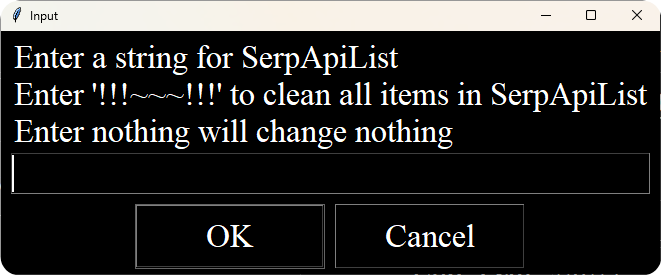 Input
Enter a string for SerpApiList
Enter '!!!~~~!!!' to clean all items in SerpApiList
Enter nothing will change nothing
OK
Cancel